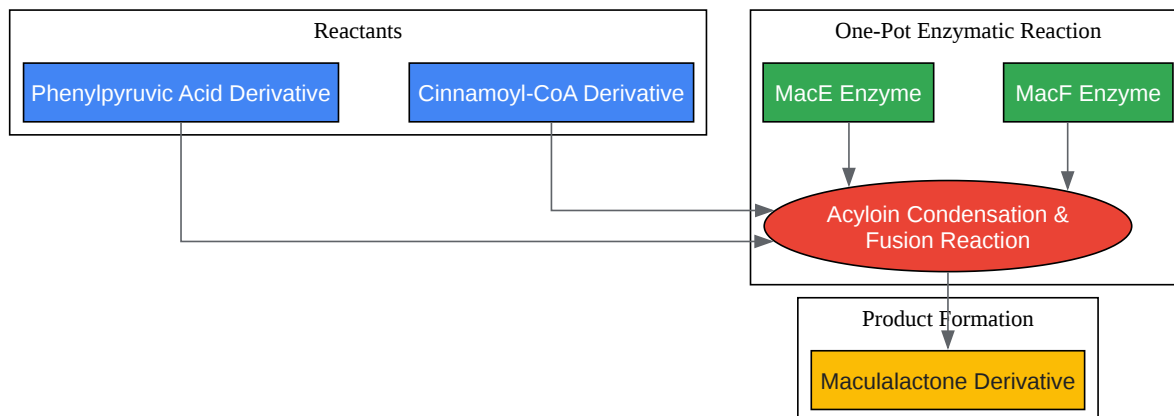 Reactants
One-Pot Enzymatic Reaction
Phenylpyruvic Acid Derivative
Cinnamoyl-CoA Derivative
MacE Enzyme
MacF Enzyme
Acyloin Condensation &
Fusion Reaction
Product Formation
Maculalactone Derivative